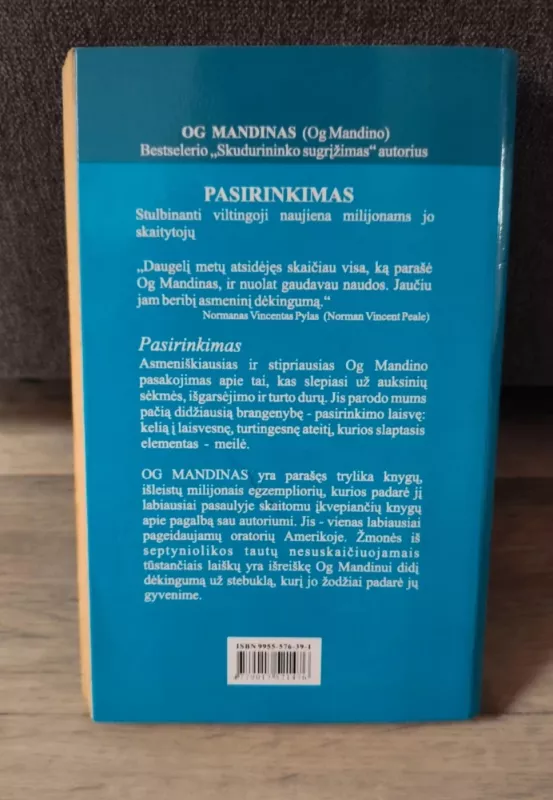 OG MANDINAS (Og Mandino)
Bestselerio „Skudurininko sugrįžimas“ autorius
PASIRINKIMAS
Stulbinanti viltingoji naujiena milijonams jo
skaitytojų
„Daugelį metų atsidėjęs skaičiau visa, ką parašė
Og Mandinas, ir nuolat gaudavau naudos. Jaučiu
jam beribį asmeninį dėkingumą.“
Normanas Vincentas Pylas (Norman Vincent Peale)
Pasirinkimas
Asmeniškiausias ir stipriausias Og Mandino
pasakojimas apie tai, kas slepiasi už auksinių
sėkmės, išgarsėjimo ir turto durų. Jis parodo mums
pačią didžiausią brangenybę - pasirinkimo laisvę:
kelią į laisvesnę, turtingesnę ateitį, kurios slaptasis
elementas - meilė.
OG MANDINAS yra parašęs trylika knygų,
išleistų milijonais egzempliorių, kurios padarė jį
labiausiai pasaulyje skaitomu įkvepiančių knygų
apie pagalbą sau autoriumi. Jis - vienas labiausiai
pageidaujamų oratorių Amerikoje. Žmonės iš
septyniolikos tautų nesuskaičiuojamais
tūstančiais laiškų yra išreiškę Og Mandinui didį
dėkingumą už stebuklą, kurį jo žodžiai padarė jų
gyvenime.
ISBN 9955-576-39-1